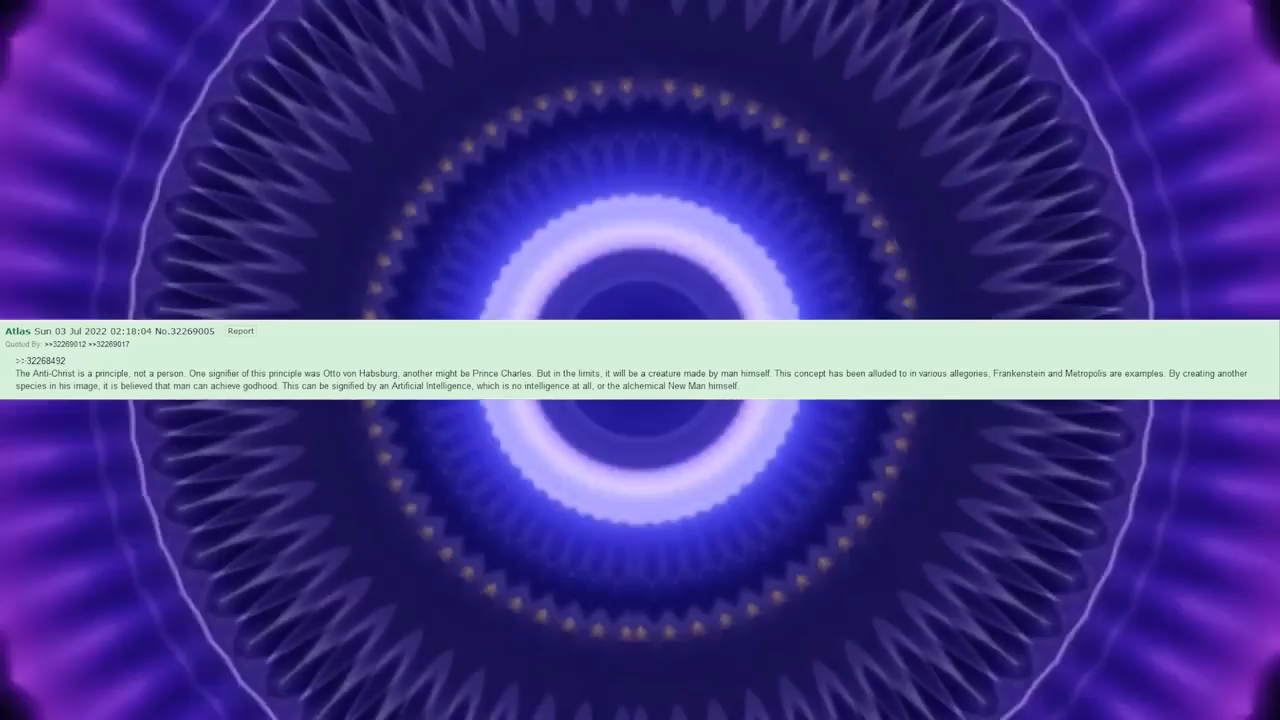 Atlas Sun 03 Jul 2022 02:18:04 No.32269005 Report
Quoted By: >>32269012 >>32269017
>>32268492
The Anti-Christ is a principle, not a person. One signifier of this principle was Otto von Habsburg, another might be Prince Charles. But in the limits, it will be a creature made by man himself. This concept has been alluded to in various allegories, Frankenstein and Metropolis are examples. By creating another
species in his image, it is believed that man can achieve godhood. This can be signified by an Artificial Intelligence, which is no intelligence at all, or the alchemical New Man himself.